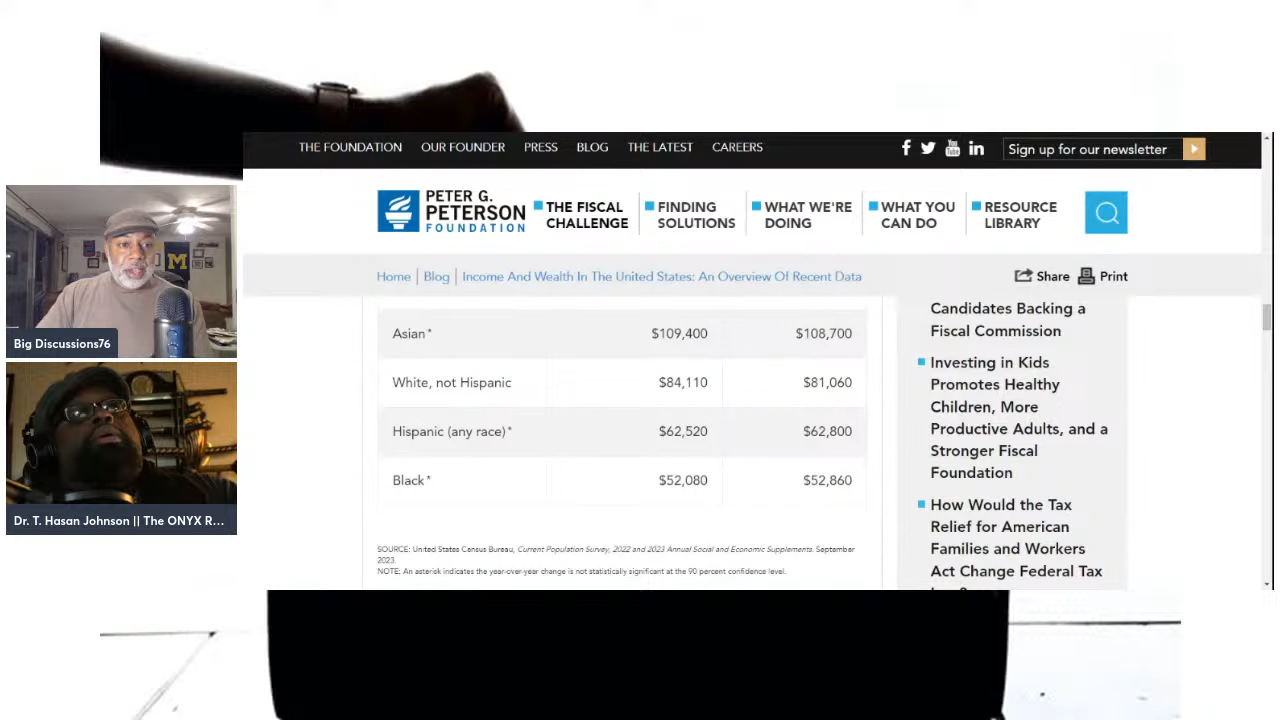 THE FOUNDATION OUR FOUNDER PRESS BLOG THE LATEST CAREERS
Sign up for our newsletter
PETER G.
PETERSON
FOUNDATION
THE FISCAL
CHALLENGE
FINDING
SOLUTIONS
WHAT WE'RE
DOING
WHAT YOU
CAN DO
RESOURCE
LIBRARY
Home | Blog | Income And Wealth In The United States: An Overview Of Recent Data
Share Print
Asian* $109,400 $108,700
White, not Hispanic $84,110 $81,060
Hispanic (any race)* $62,520 $62,800
Black* $52,080 $52,860
SOURCE: United States Census Bureau, Current Population Survey, 2022 and 2023 Annual Social and Economic Supplements. September
2023.
NOTE: An asterisk indicates the year-over-year change is not statistically significant at the 90 percent confidence level.
Candidates Backing a
Fiscal Commission
Investing in Kids
Promotes Healthy
Children, More
Productive Adults, and a
Stronger Fiscal
Foundation
How Would the Tax
Relief for American
Families and Workers
Act Change Federal Tax
M
Big Discussions76
Dr. T. Hasan Johnson || The ONYX R...